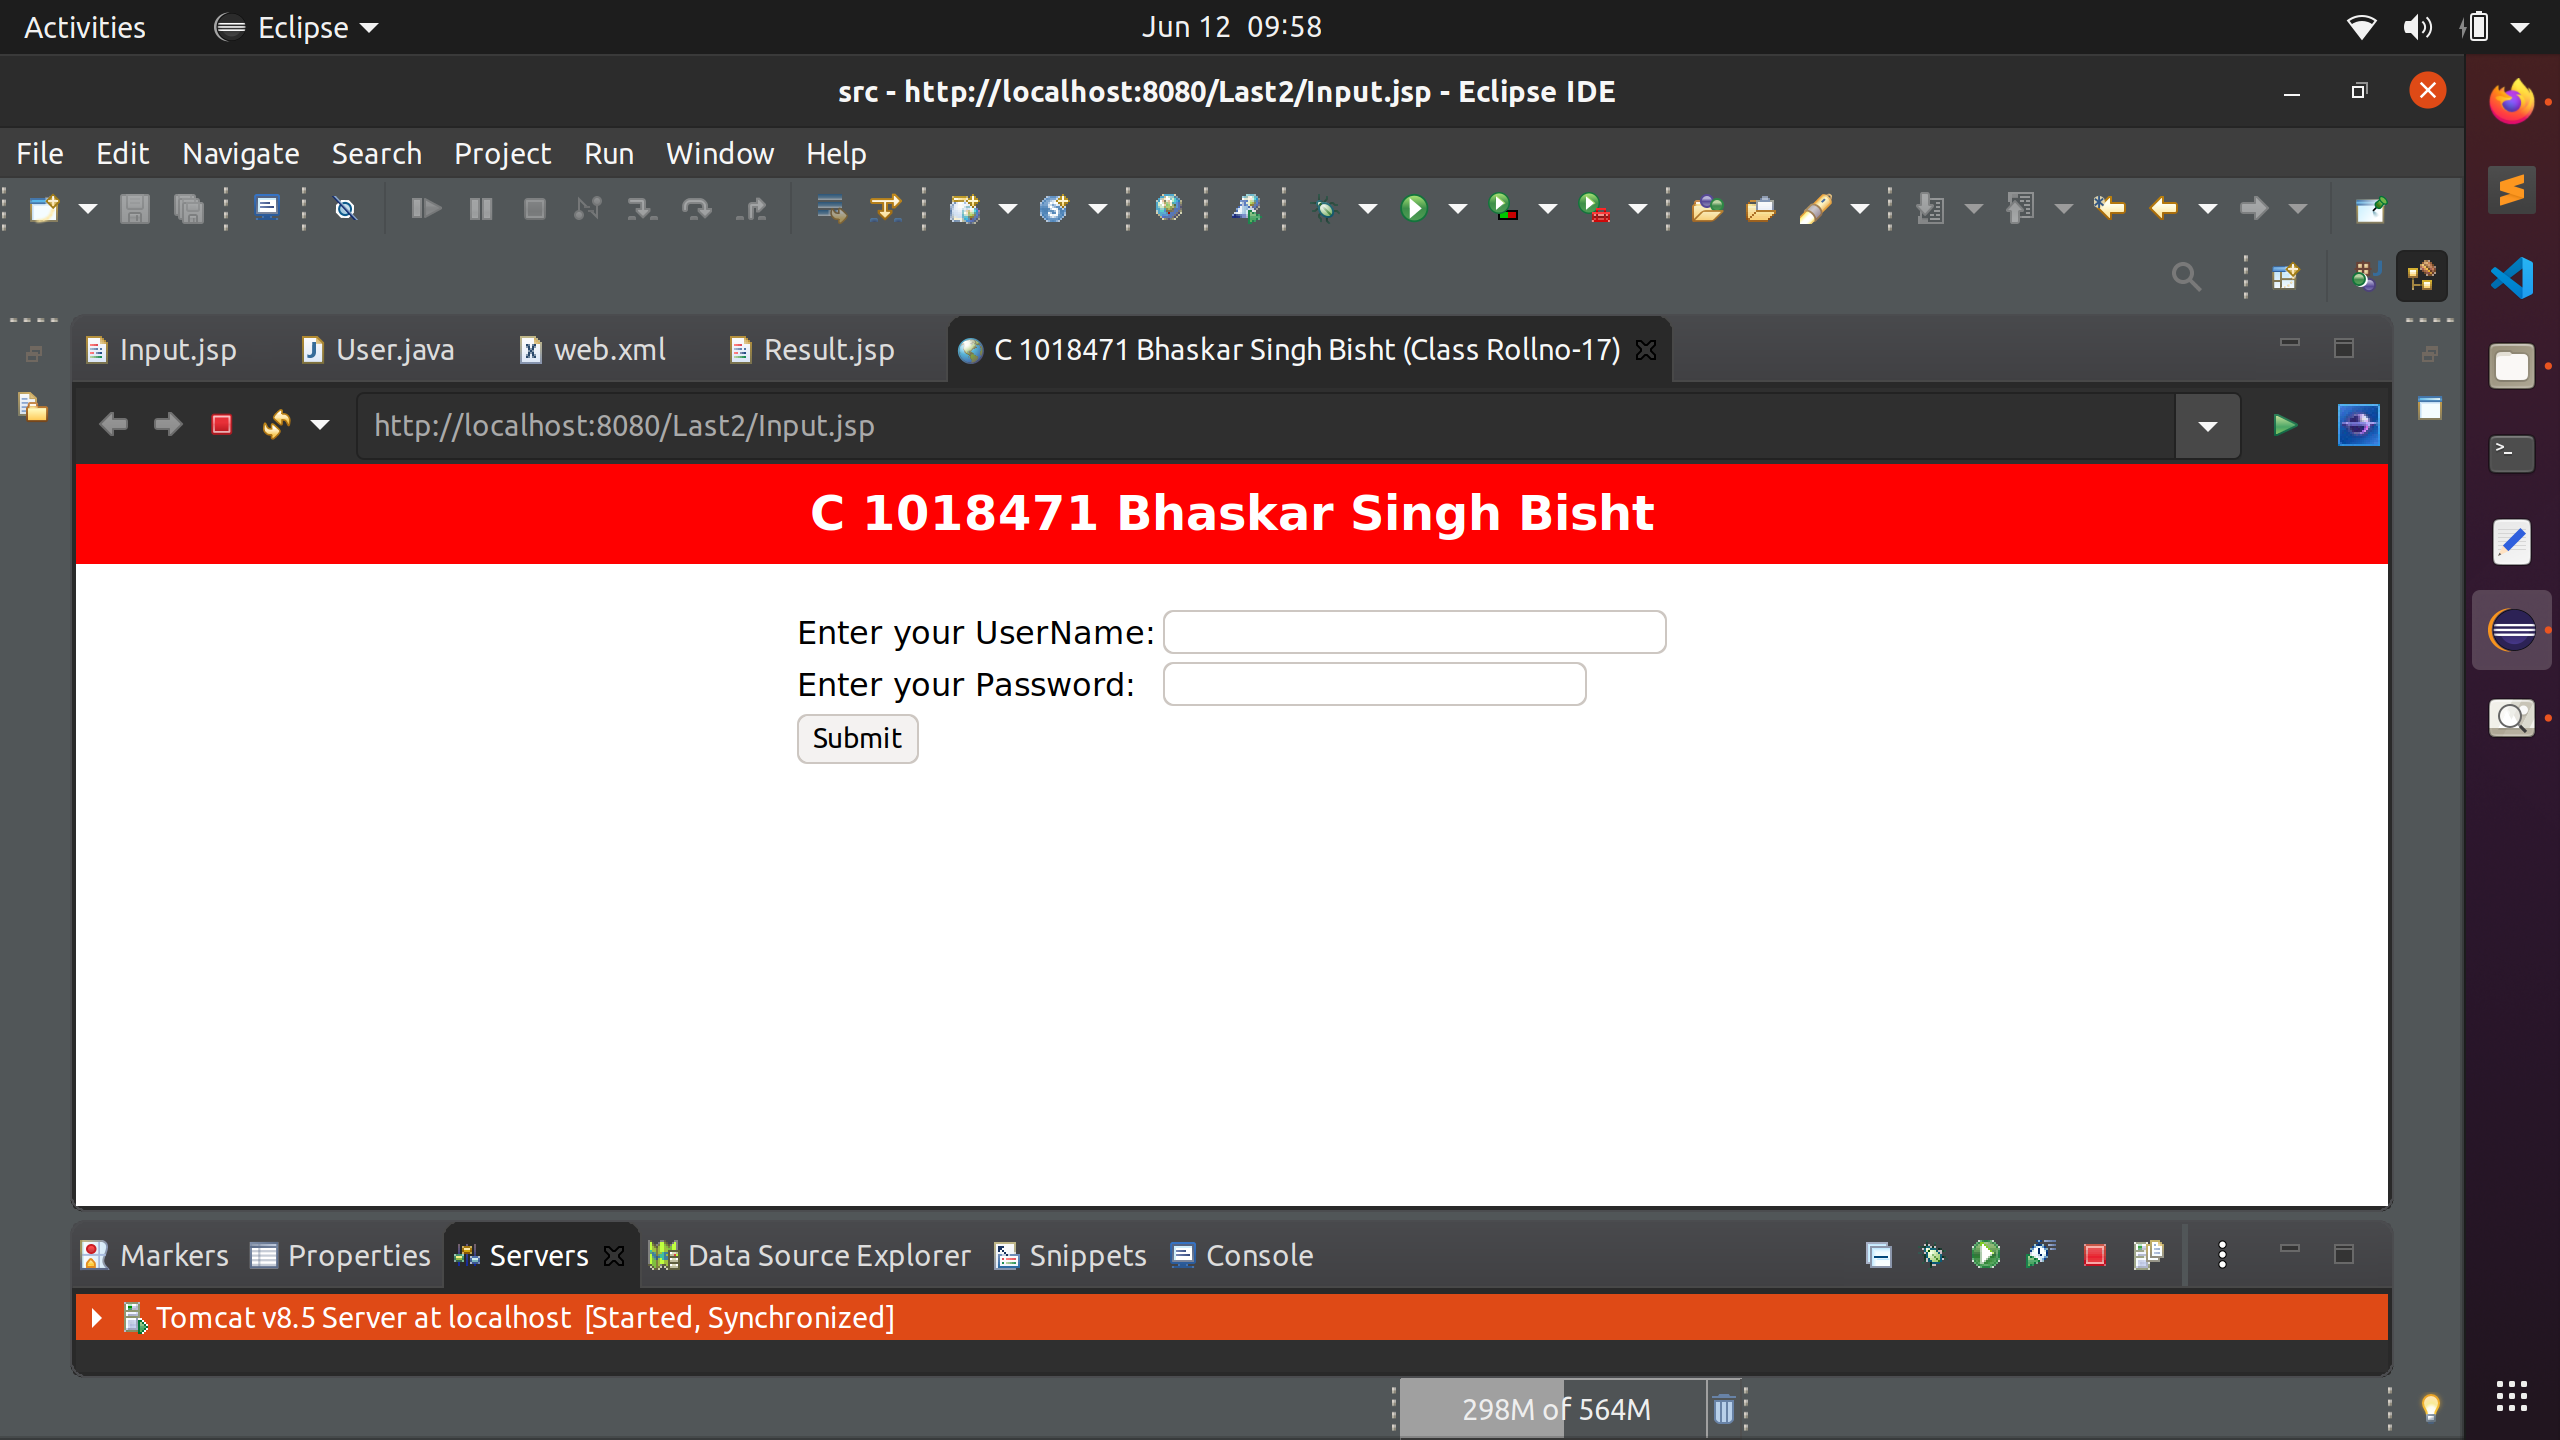 Activities Eclipse Jun 12 09:58
src - http://localhost:8080/Last2/Input.jsp - Eclipse IDE
File Edit Navigate Search Project Run Window Help
Input.jsp User.java web.xml Result.jsp C 1018471 Bhaskar Singh Bisht (Class Rollno-17)
http://localhost:8080/Last2/Input.jsp
C 1018471 Bhaskar Singh Bisht
Enter your UserName:
Enter your Password:
Submit
Markers Properties Servers Data Source Explorer Snippets Console
Tomcat v8.5 Server at localhost [Started, Synchronized]
298M of 564M